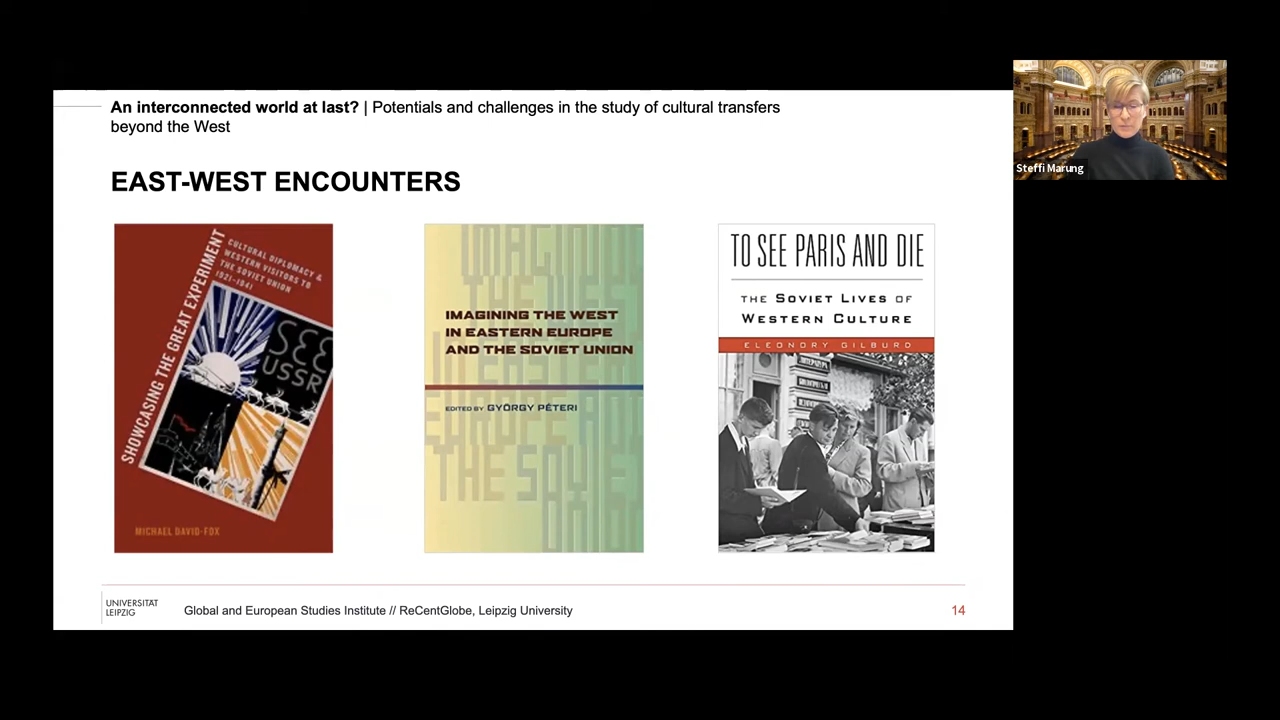 An interconnected world at last? | Potentials and challenges in the study of cultural transfers
beyond the West
Steffi Marung
EAST-WEST ENCOUNTERS
SHOWCASING THE GREAT EXPERIMENT
CULTURAL DIPLOMACY &
WESTERN VISITORS TO
THE SOVIET UNION
1921-1941
SEE
USSR
MICHAEL DAVID-FOX
IMAGINING THE WEST
IN EASTERN EUROPE
AND THE SOVIET UNION
EDITED BY GYÖRGY PÉTERI
TO SEE PARIS AND DIE
THE SOVIET LIVES OF
WESTERN CULTURE
ELEONORY GILBURD
UNIVERSITÄT
LEIPZIG
Global and European Studies Institute // ReCentGlobe, Leipzig University
14